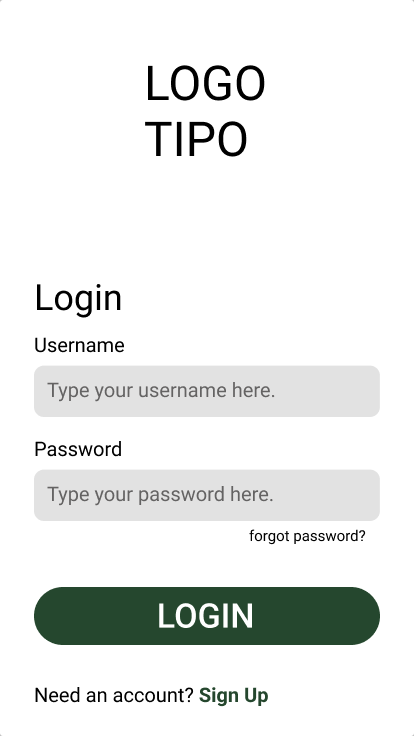 LOGO
TIPO
Login
Username
Type your username here.
Password
Type your password here.
forgot password?
LOGIN
Need an account? Sign Up